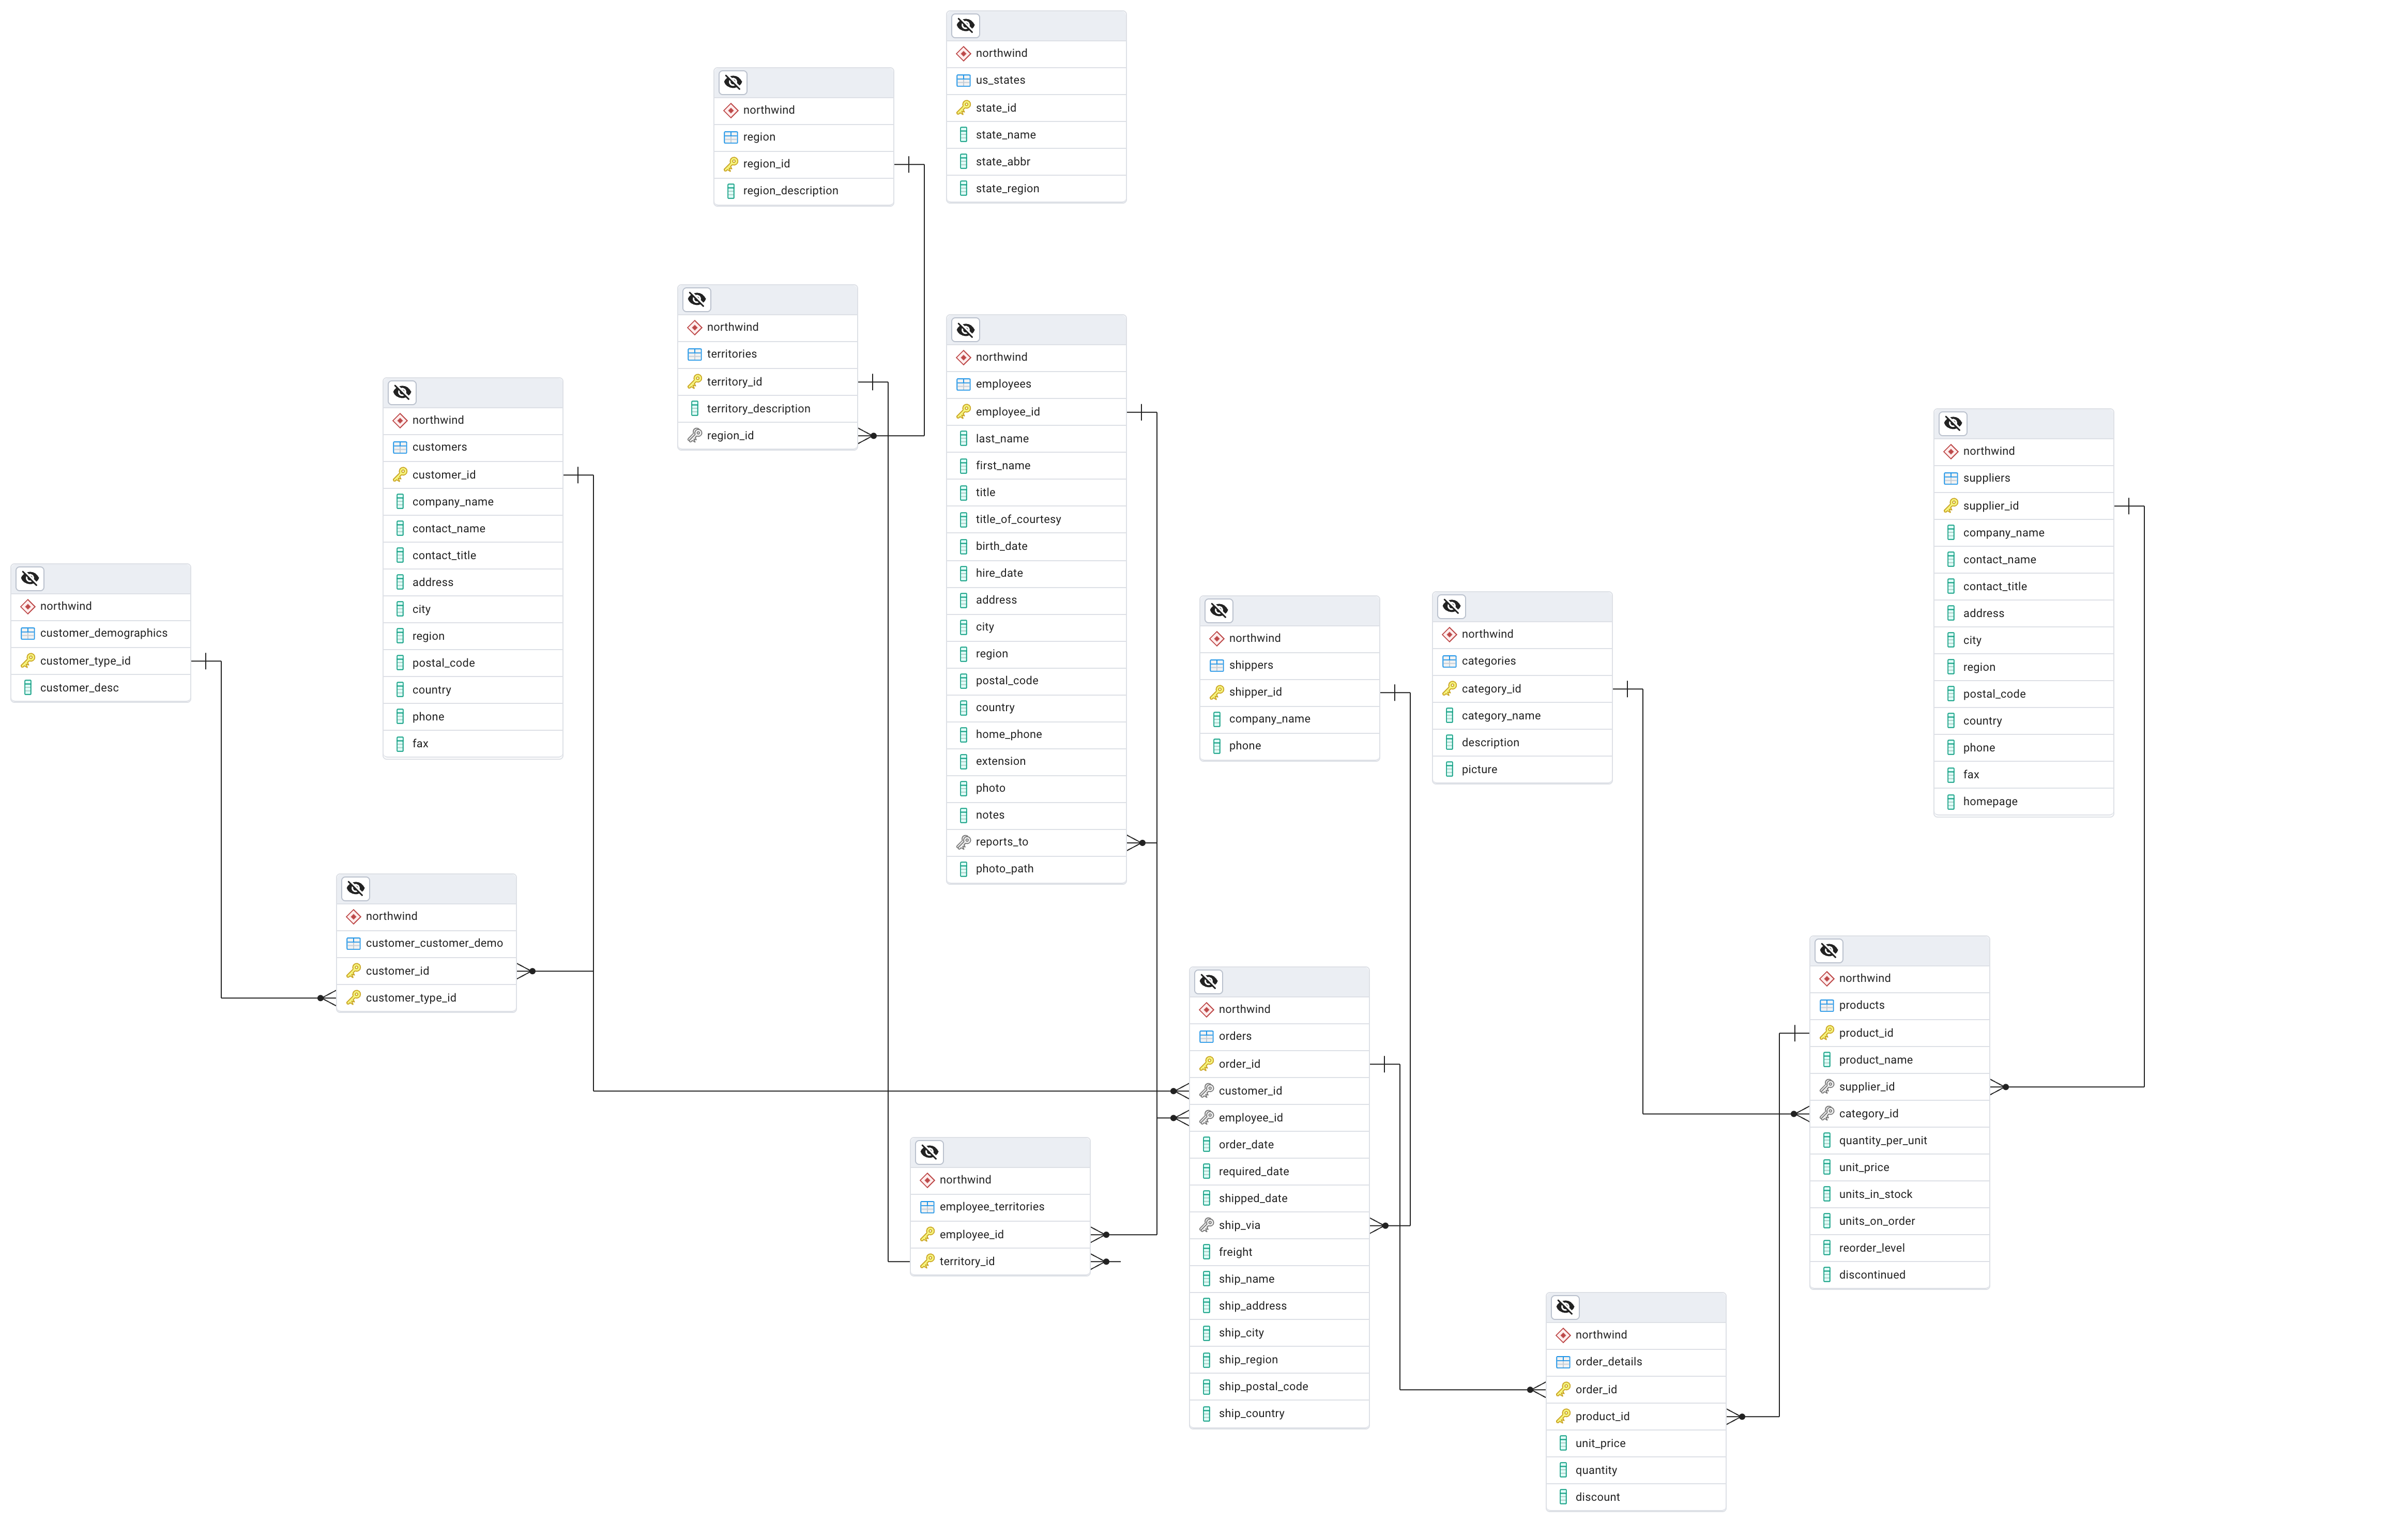 northwind
us_states
state_id
state_name
state_abbr
state_region
northwind
region
region_id
region_description
northwind
territories
territory_id
territory_description
region_id
northwind
employees
employee_id
last_name
first_name
title
title_of_courtesy
birth_date
hire_date
address
city
region
postal_code
country
home_phone
extension
photo
notes
reports_to
photo_path
northwind
customers
customer_id
company_name
contact_name
contact_title
address
city
region
postal_code
country
phone
fax
northwind
suppliers
supplier_id
company_name
contact_name
contact_title
address
city
region
postal_code
country
phone
fax
homepage
northwind
customer_demographics
customer_type_id
customer_desc
northwind
shippers
shipper_id
company_name
phone
northwind
categories
category_id
category_name
description
picture
northwind
customer_customer_demo
customer_id
customer_type_id
northwind
products
product_id
product_name
supplier_id
category_id
quantity_per_unit
unit_price
units_in_stock
units_on_order
reorder_level
discontinued
northwind
orders
order_id
customer_id
employee_id
order_date
required_date
shipped_date
ship_via
freight
ship_name
ship_address
ship_city
ship_region
ship_postal_code
ship_country
northwind
employee_territories
employee_id
territory_id
northwind
order_details
order_id
product_id
unit_price
quantity
discount